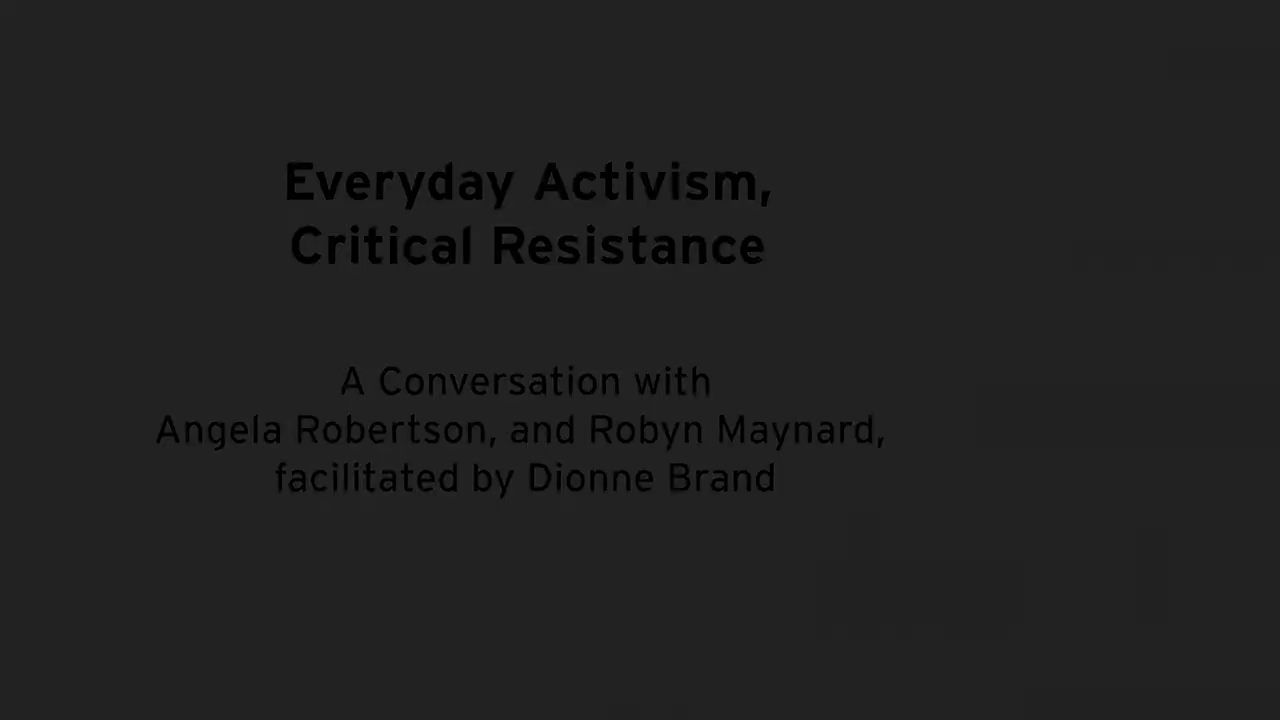 Everyday Activism,
Critical Resistance
A Conversation with
Angela Robertson, and Robyn Maynard,
facilitated by Dionne Brand